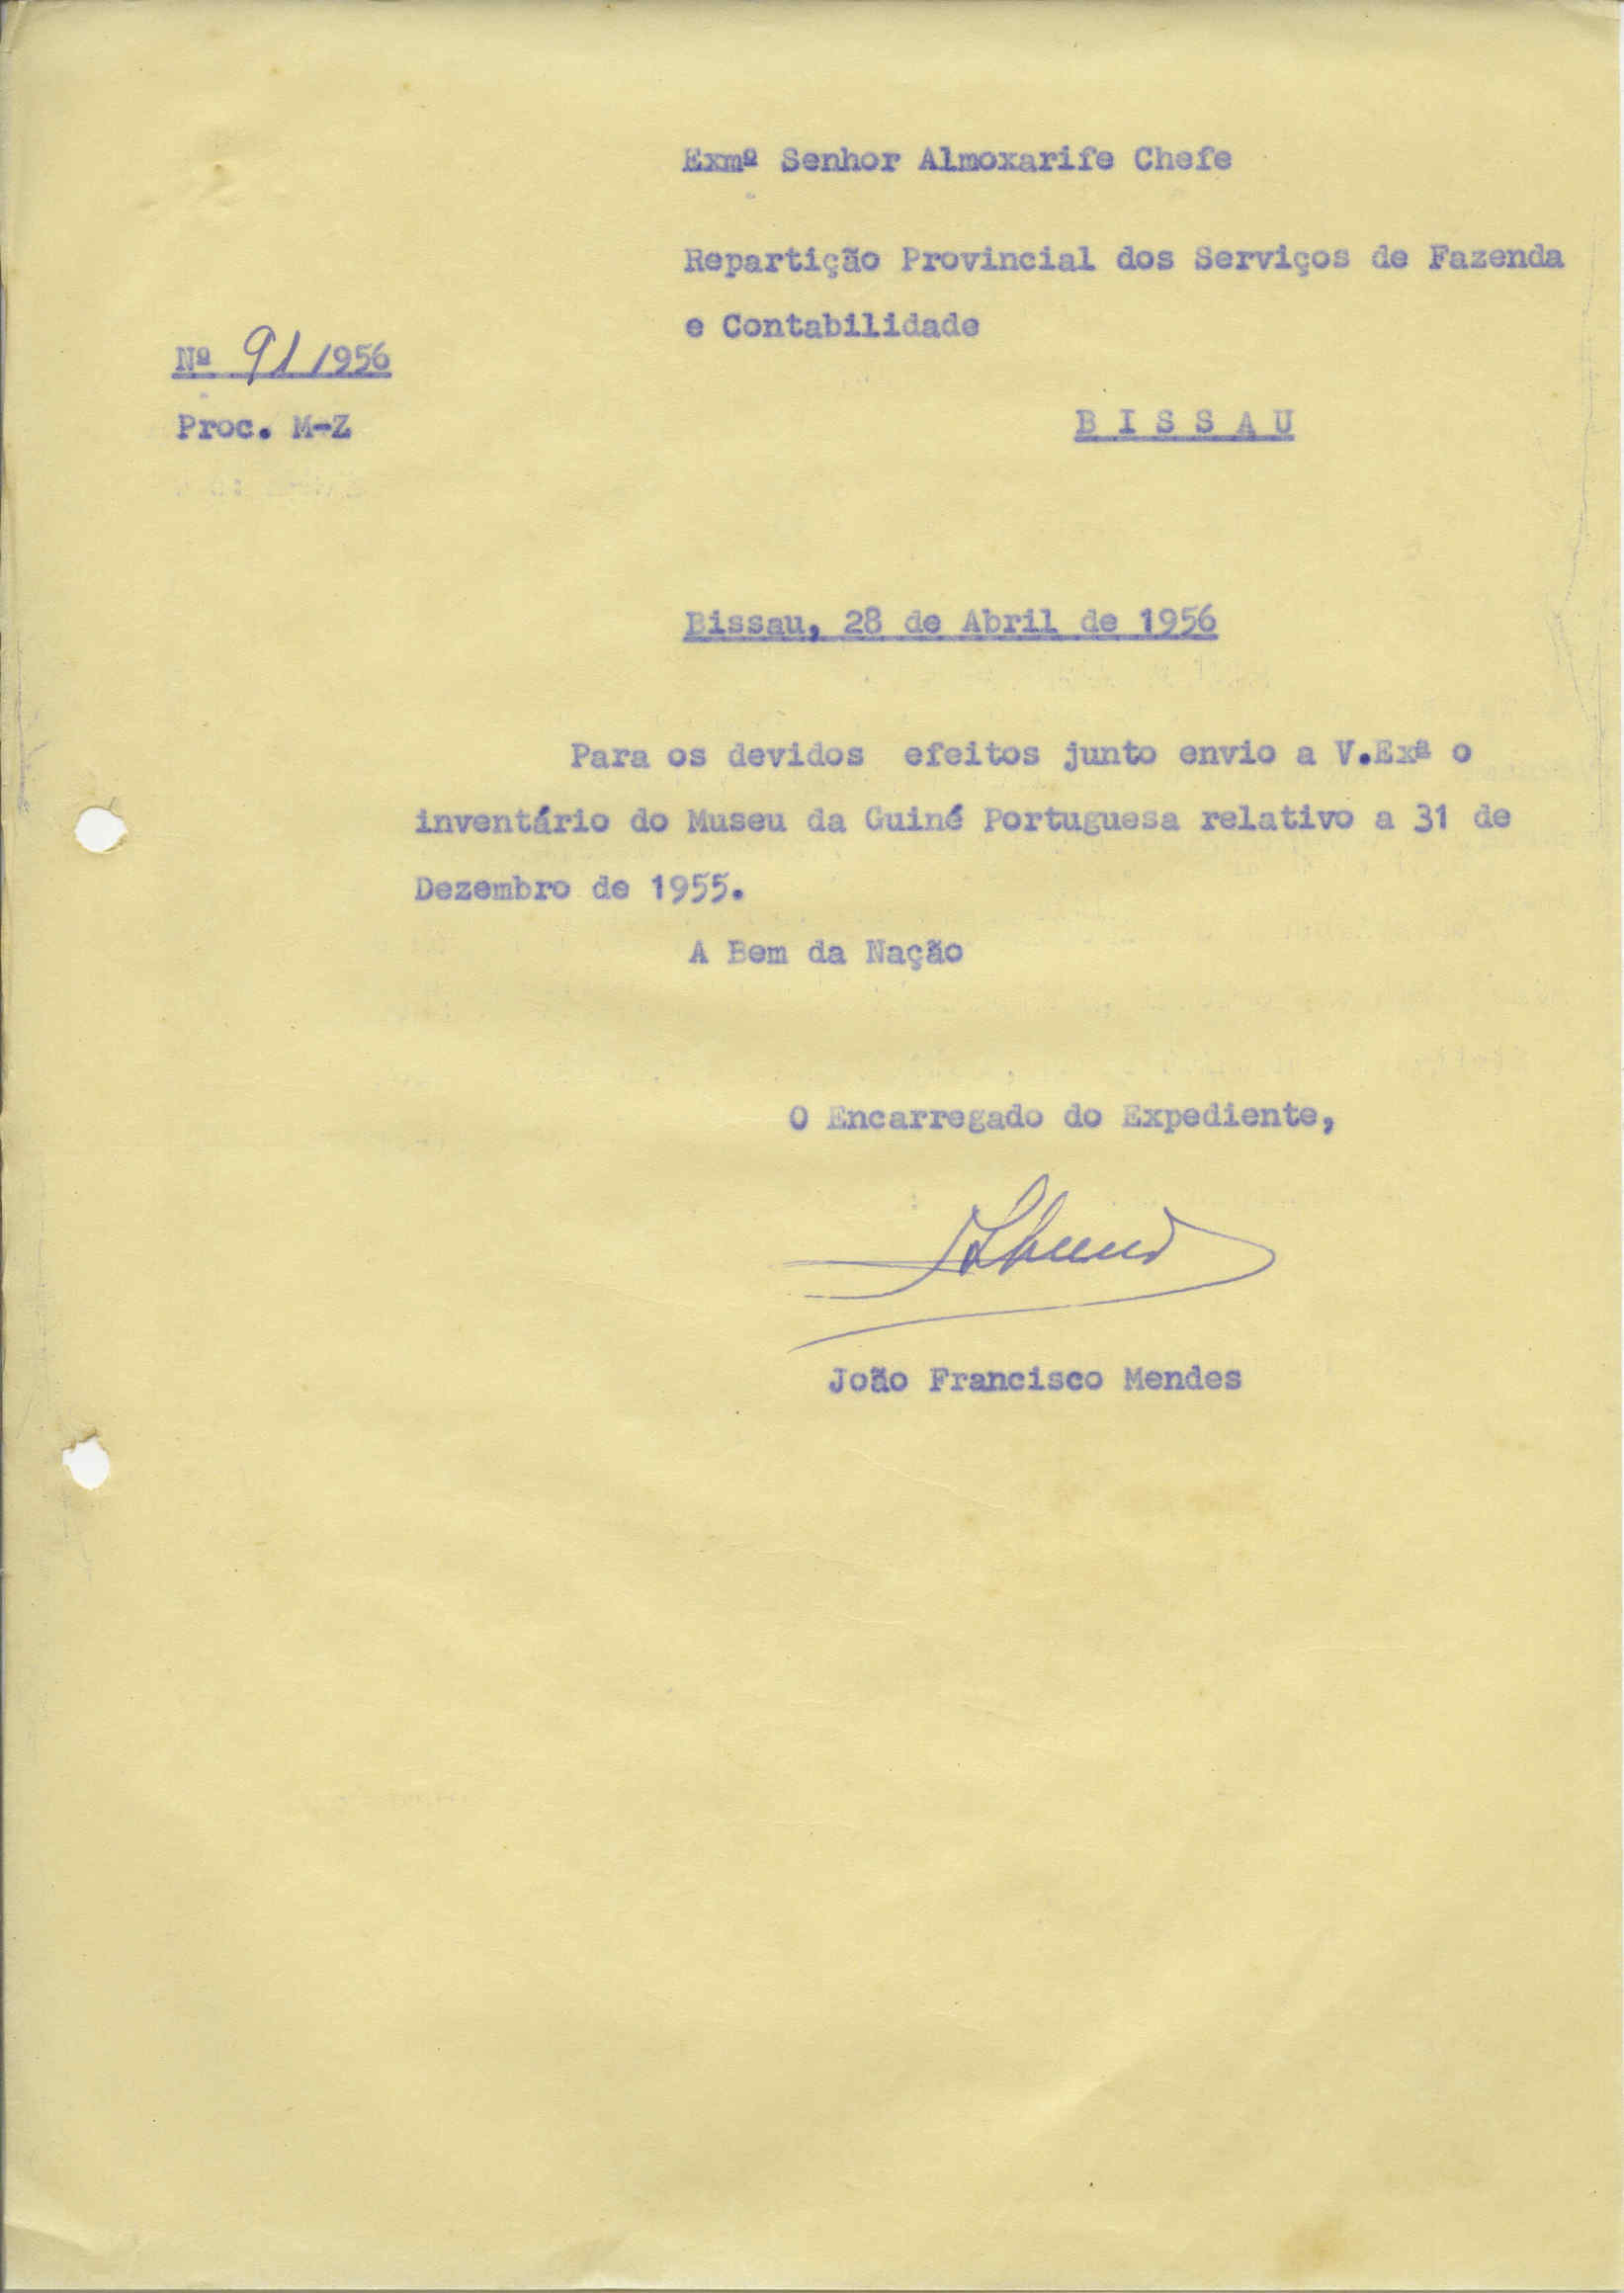 Exmº Senhor Almoxarife Chefe
Repartição Provincial dos Serviços de Fazenda
e Contabilidade
Nº 91/1956
Proc. M-Z
BISSAU
Bissau, 28 de Abril de 1956
Para os devidos efeitos junto envio a V.Exª o
inventário do Museu da Guiné Portuguesa relativo a 31 de
Dezembro de 1955.
A Bem da Nação
O Encarregado do Expediente,
João Francisco Mendes